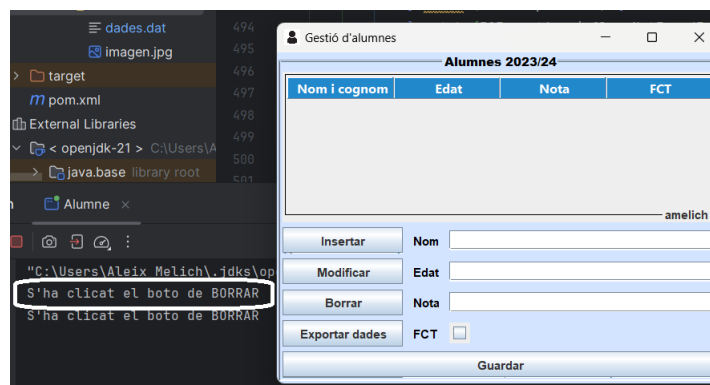 dades.dat
imagen.jpg
target
pom.xml
External Libraries
< openjdk-21 > C:\Users\A
java.base library root
494
495
496
497
498
499
500
501
Alumne
"C:\Users\Aleix Melich\.jdks\op
S'ha clicat el boto de BORRAR
S'ha clicat el boto de BORRAR
Gestió d'alumnes
Alumnes 2023/24
Nom i cognom Edat Nota FCT
amelich
Insertar Nom
Modificar Edat
Borrar Nota
Exportar dades FCT
Guardar